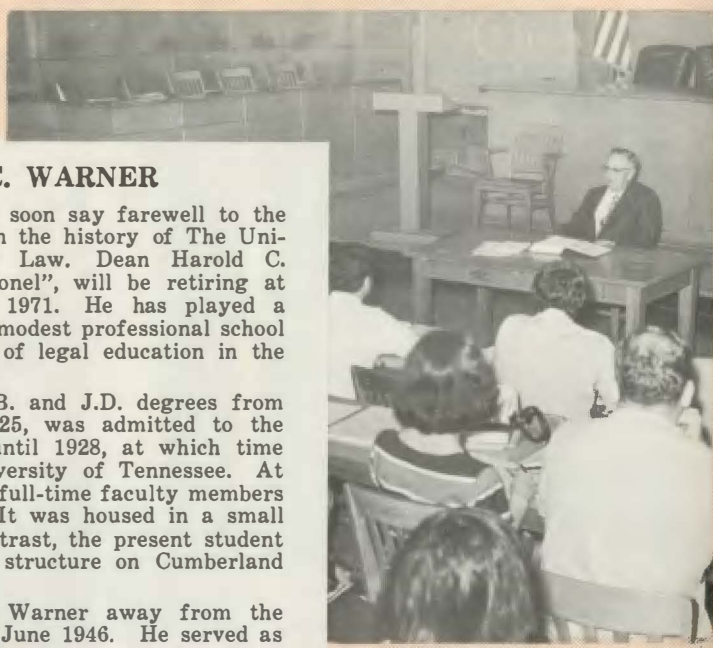 C. WARNER
soon say farewell to the
n the history of The Uni-
Law. Dean Harold C.
onel", will be retiring at
1971. He has played a
modest professional school
of legal education in the
B. and J.D. degrees from
25, was admitted to the
until 1928, at which time
versity of Tennessee. At
full-time faculty members
It was housed in a small
trast, the present student
structure on Cumberland
Warner away from the
June 1946. He served as